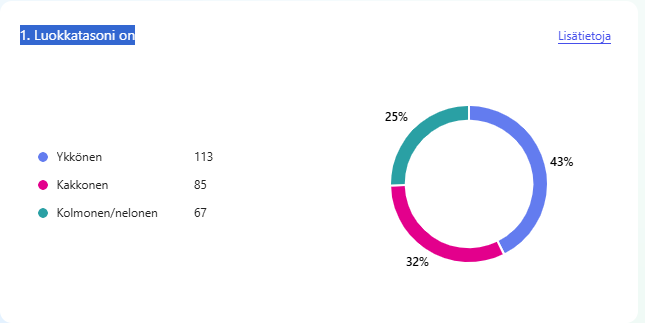 1. Luokkatasoni on
Lisätietoja
Ykkönen 113
Kakkonen 85
Kolmonen/nelonen 67
25%
43%
32%